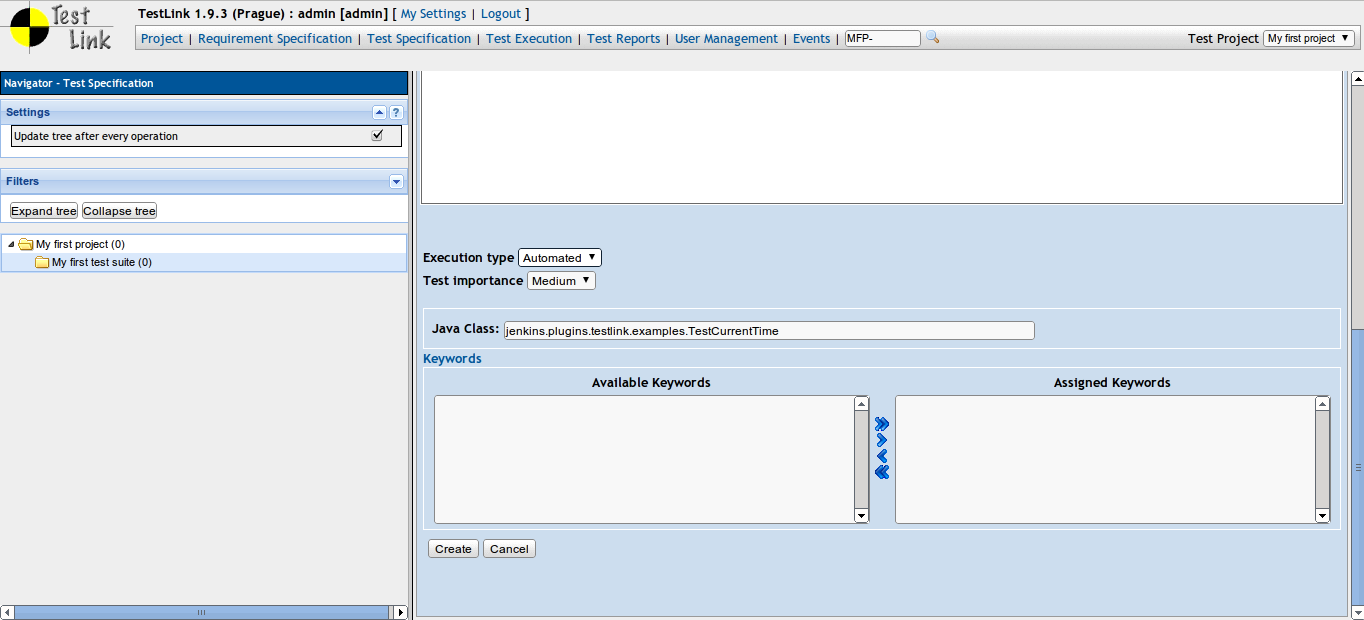 Test Link
TestLink 1.9.3 (Prague) : admin [admin] [ My Settings | Logout ]
Project | Requirement Specification | Test Specification | Test Execution | Test Reports | User Management | Events | MFP- Test Project My first project
Navigator - Test Specification
Settings ?
Update tree after every operation
Filters
Expand tree Collapse tree
My first project (0)
My first test suite (0)
Execution type Automated
Test importance Medium
Java Class: jenkins.plugins.testlink.examples.TestCurrentTime
Keywords
Available Keywords Assigned Keywords
Create Cancel